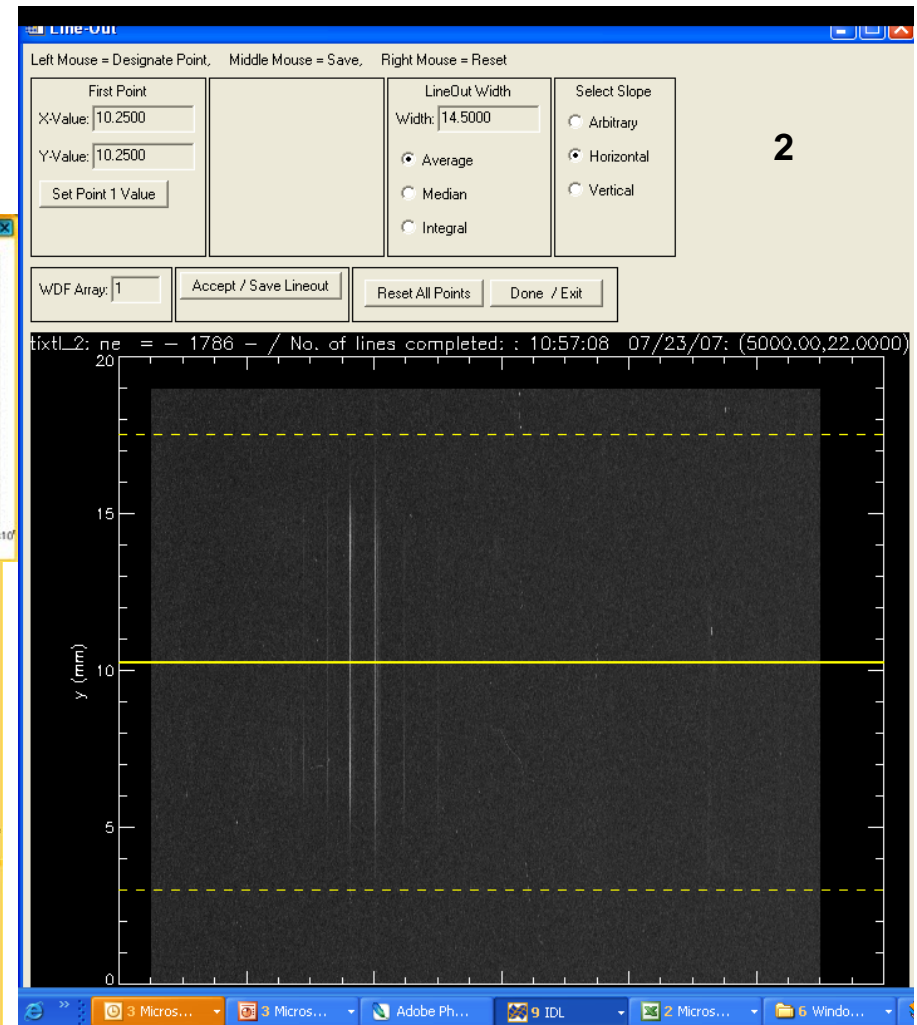 Line-Out
Left Mouse = Designate Point, Middle Mouse = Save, Right Mouse = Reset
First Point
X-Value: 10.2500
Y-Value: 10.2500
Set Point 1 Value
LineOut Width
Width: 14.5000
Average
Median
Integral
Select Slope
Arbitrary
Horizontal
Vertical
2
WDF Array: 1
Accept / Save Lineout
Reset All Points
Done / Exit
tixtl_2: ne = - 1786 - / No. of lines completed: : 10:57:08 07/23/07: (5000.00,22.0000)
20
15
y (mm)
10
5
0
3 Micros...
3 Micros...
Adobe Ph...
9 IDL
2 Micros...
6 Windo...